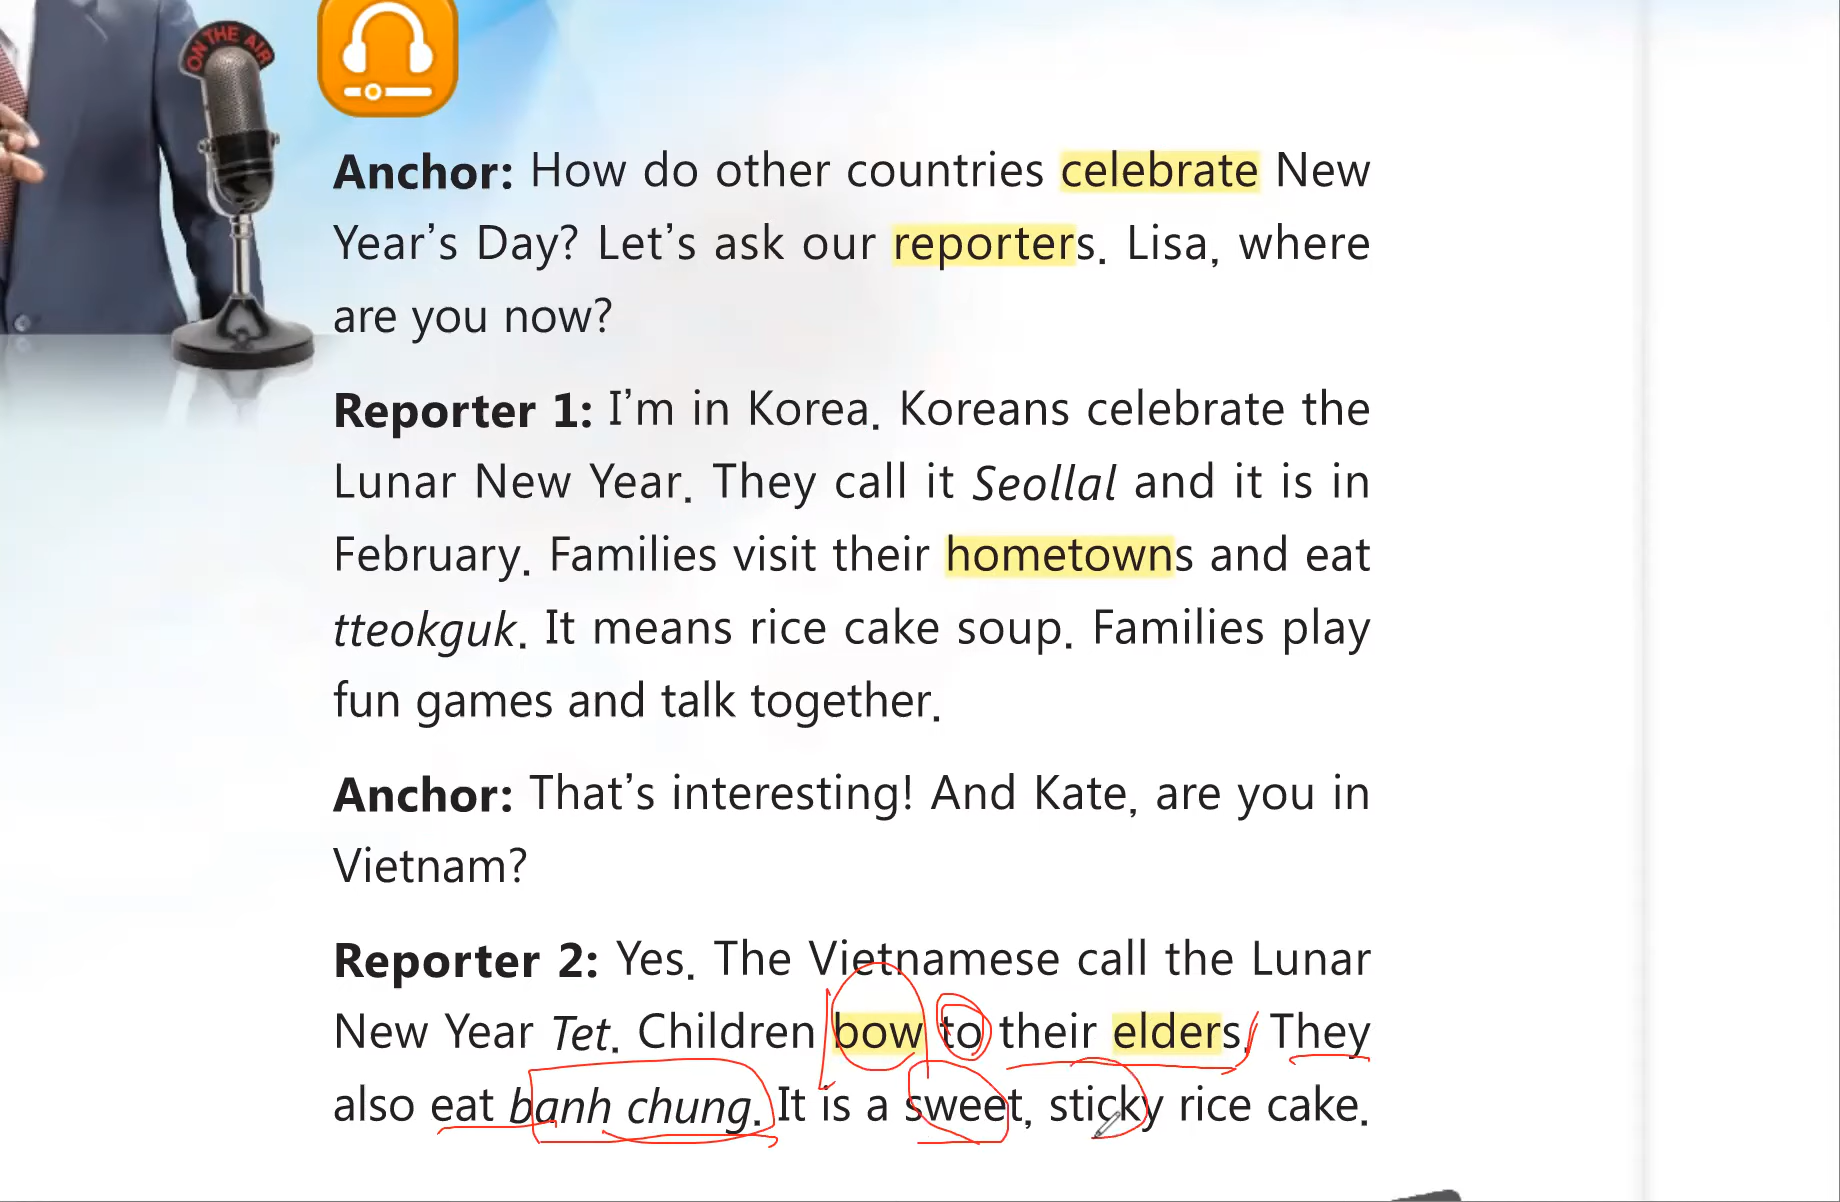 ON THE AIR
Anchor: How do other countries celebrate New
Year's Day? Let's ask our reporters. Lisa, where
are you now?
Reporter 1: I'm in Korea. Koreans celebrate the
Lunar New Year. They call it Seollal and it is in
February. Families visit their hometowns and eat
tteokguk. It means rice cake soup. Families play
fun games and talk together.
Anchor: That's interesting! And Kate, are you in
Vietnam?
Reporter 2: Yes. The Vietnamese call the Lunar
New Year Tet. Children bow to their elders. They
also eat banh chung. It is a sweet, sticky rice cake.